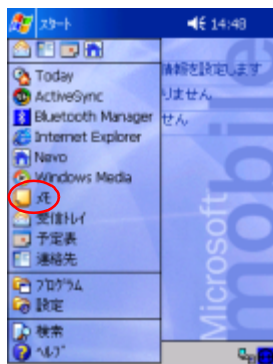 スタート 14:48
Today
ActiveSync
Bluetooth Manager
Internet Explorer
Nevo
Windows Media
メモ
受信トレイ
予定表
連絡先
プログラム
設定
検索
ヘルプ
情報を設定します
りません
せん
Microsoft
mobile